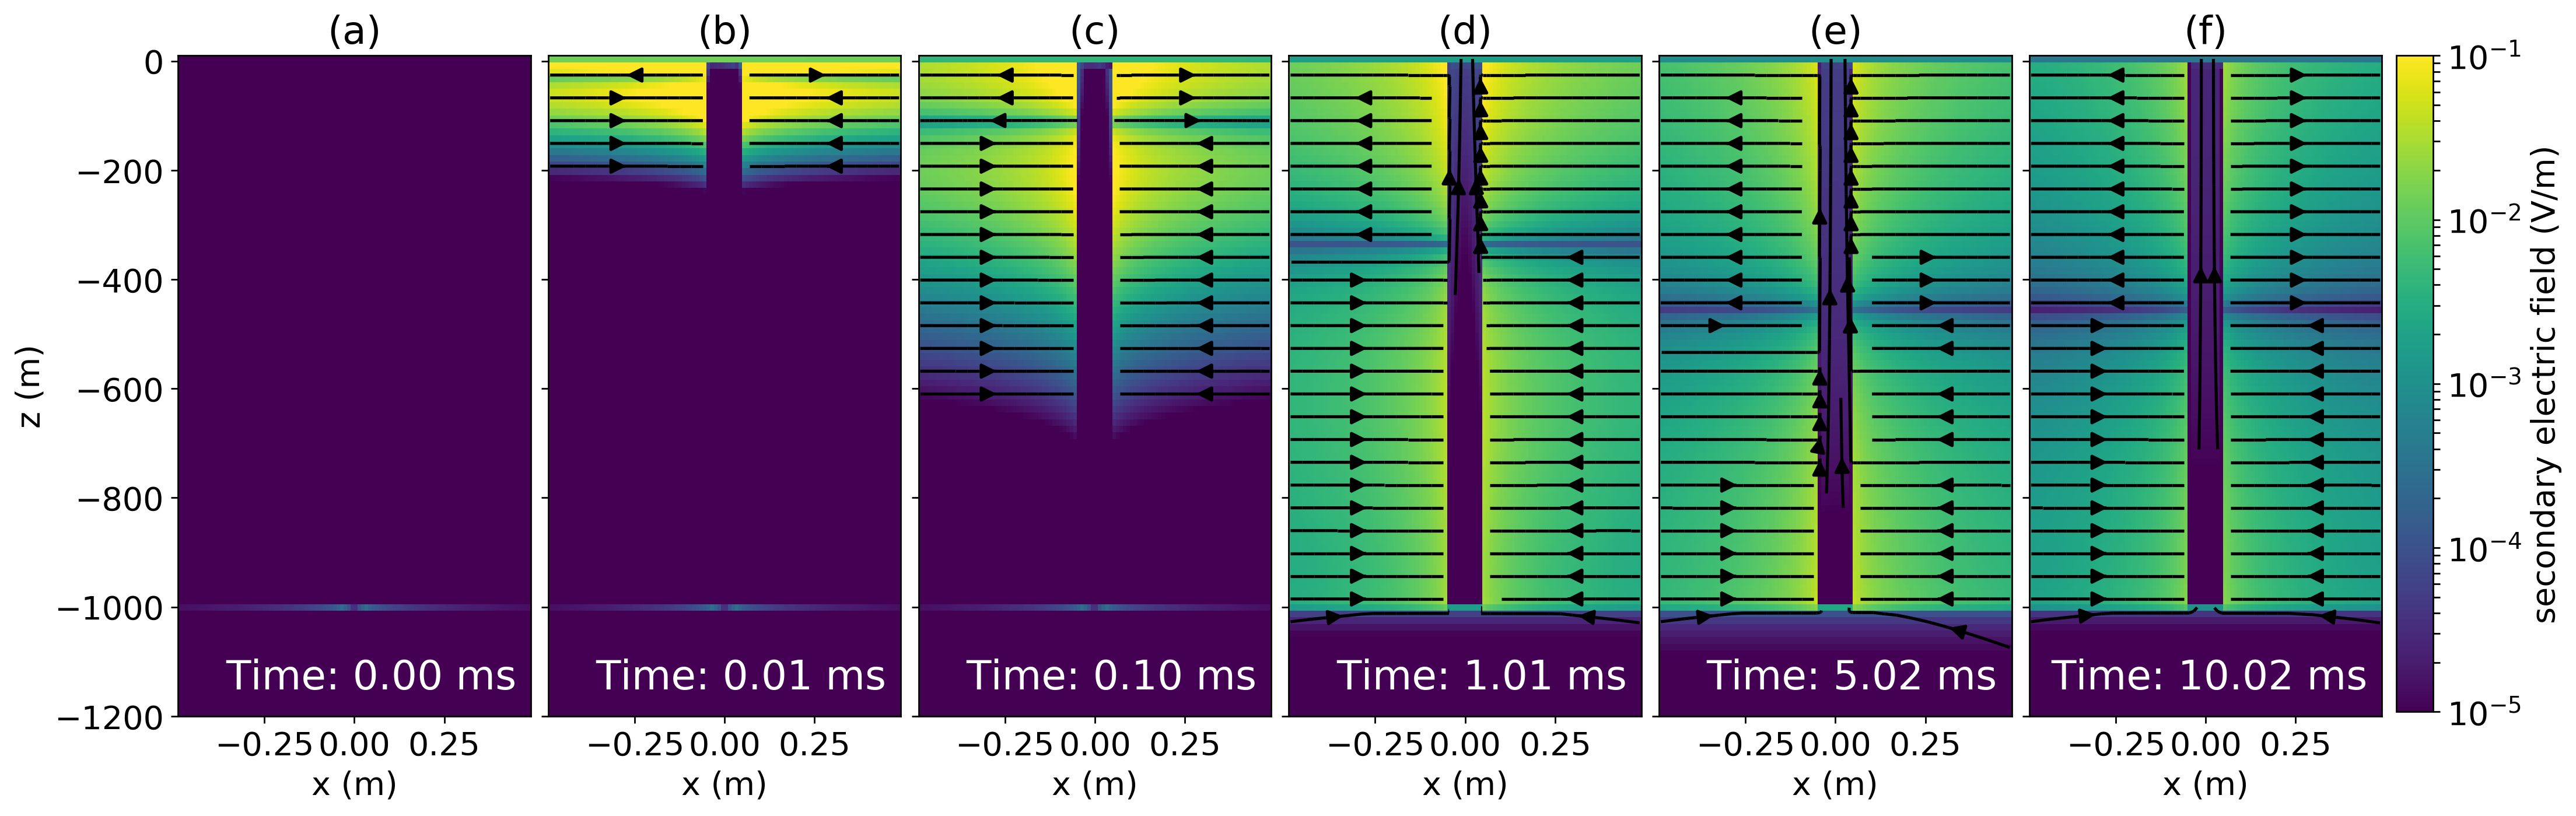 (a) (b) (c) (d) (e) (f)
0
−200
−400
−600
−800
−1000
−1200
z (m)
Time: 0.00 ms Time: 0.01 ms Time: 0.10 ms Time: 1.01 ms Time: 5.02 ms Time: 10.02 ms
−0.25 0.00 0.25 −0.25 0.00 0.25 −0.25 0.00 0.25 −0.25 0.00 0.25 −0.25 0.00 0.25 −0.25 0.00 0.25
x (m) x (m) x (m) x (m) x (m) x (m)
10⁻¹
10⁻²
10⁻³
10⁻⁴
10⁻⁵
secondary electric field (V/m)